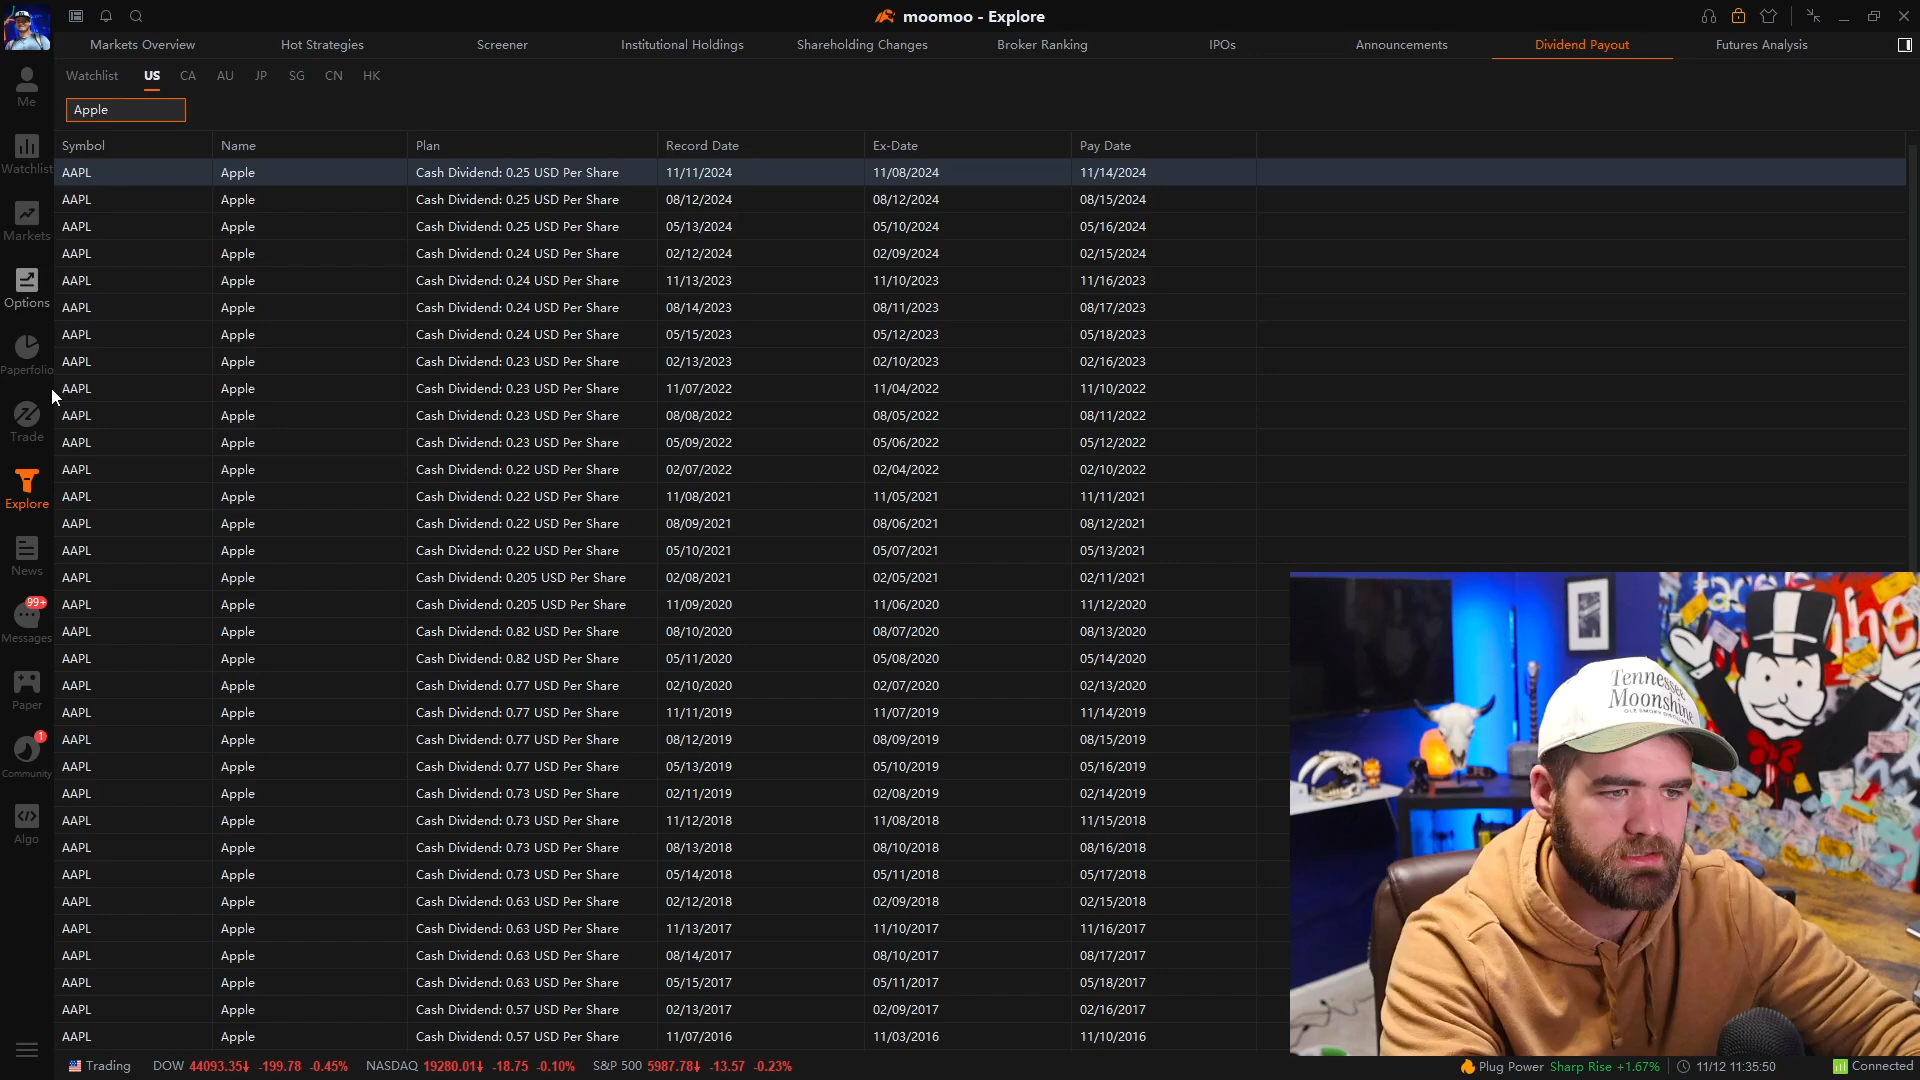 moomoo - Explore
Markets Overview Hot Strategies Screener Institutional Holdings Shareholding Changes Broker Ranking IPOs Announcements Dividend Payout Futures Analysis
Watchlist US CA AU JP SG CN HK
Apple
Symbol Name Plan Record Date Ex-Date Pay Date
AAPL Apple Cash Dividend: 0.25 USD Per Share 11/11/2024 11/08/2024 11/14/2024
AAPL Apple Cash Dividend: 0.25 USD Per Share 08/12/2024 08/12/2024 08/15/2024
AAPL Apple Cash Dividend: 0.25 USD Per Share 05/13/2024 05/10/2024 05/16/2024
AAPL Apple Cash Dividend: 0.24 USD Per Share 02/12/2024 02/09/2024 02/15/2024
AAPL Apple Cash Dividend: 0.24 USD Per Share 11/13/2023 11/10/2023 11/16/2023
AAPL Apple Cash Dividend: 0.24 USD Per Share 08/14/2023 08/11/2023 08/17/2023
AAPL Apple Cash Dividend: 0.24 USD Per Share 05/15/2023 05/12/2023 05/18/2023
AAPL Apple Cash Dividend: 0.23 USD Per Share 02/13/2023 02/10/2023 02/16/2023
AAPL Apple Cash Dividend: 0.23 USD Per Share 11/07/2022 11/04/2022 11/10/2022
AAPL Apple Cash Dividend: 0.23 USD Per Share 08/08/2022 08/05/2022 08/11/2022
AAPL Apple Cash Dividend: 0.23 USD Per Share 05/09/2022 05/06/2022 05/12/2022
AAPL Apple Cash Dividend: 0.22 USD Per Share 02/07/2022 02/04/2022 02/10/2022
AAPL Apple Cash Dividend: 0.22 USD Per Share 11/08/2021 11/05/2021 11/11/2021
AAPL Apple Cash Dividend: 0.22 USD Per Share 08/09/2021 08/06/2021 08/12/2021
AAPL Apple Cash Dividend: 0.22 USD Per Share 05/10/2021 05/07/2021 05/13/2021
AAPL Apple Cash Dividend: 0.205 USD Per Share 02/08/2021 02/05/2021 02/11/2021
AAPL Apple Cash Dividend: 0.205 USD Per Share 11/09/2020 11/06/2020 11/12/2020
AAPL Apple Cash Dividend: 0.82 USD Per Share 08/10/2020 08/07/2020 08/13/2020
AAPL Apple Cash Dividend: 0.82 USD Per Share 05/11/2020 05/08/2020 05/14/2020
AAPL Apple Cash Dividend: 0.77 USD Per Share 02/10/2020 02/07/2020 02/13/2020
AAPL Apple Cash Dividend: 0.77 USD Per Share 11/11/2019 11/07/2019 11/14/2019
AAPL Apple Cash Dividend: 0.77 USD Per Share 08/12/2019 08/09/2019 08/15/2019
AAPL Apple Cash Dividend: 0.77 USD Per Share 05/13/2019 05/10/2019 05/16/2019
AAPL Apple Cash Dividend: 0.73 USD Per Share 02/11/2019 02/08/2019 02/14/2019
AAPL Apple Cash Dividend: 0.73 USD Per Share 11/12/2018 11/08/2018 11/15/2018
AAPL Apple Cash Dividend: 0.73 USD Per Share 08/13/2018 08/10/2018 08/16/2018
AAPL Apple Cash Dividend: 0.73 USD Per Share 05/14/2018 05/11/2018 05/17/2018
AAPL Apple Cash Dividend: 0.63 USD Per Share 02/12/2018 02/09/2018 02/15/2018
AAPL Apple Cash Dividend: 0.63 USD Per Share 11/13/2017 11/10/2017 11/16/2017
AAPL Apple Cash Dividend: 0.63 USD Per Share 08/14/2017 08/10/2017 08/17/2017
AAPL Apple Cash Dividend: 0.63 USD Per Share 05/15/2017 05/11/2017 05/18/2017
AAPL Apple Cash Dividend: 0.57 USD Per Share 02/13/2017 02/09/2017 02/16/2017
AAPL Apple Cash Dividend: 0.57 USD Per Share 11/07/2016 11/03/2016 11/10/2016
Me
Watchlist
Markets
Options
Paperfolio
Trade
Explore
News
99+
Messages
Paper
1
Community
Algo
Tennessee
Moonshine
Trading DOW 44093.35↓ -199.78 -0.45% NASDAQ 19280.01↓ -18.75 -0.10% S&P 500 5987.78↓ -13.57 -0.23% Plug Power Sharp Rise +1.67% 11/12 11:35:50 Connected